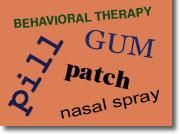 BEHAVIORAL THERAPY
pill
GUM
patch
nasal spray